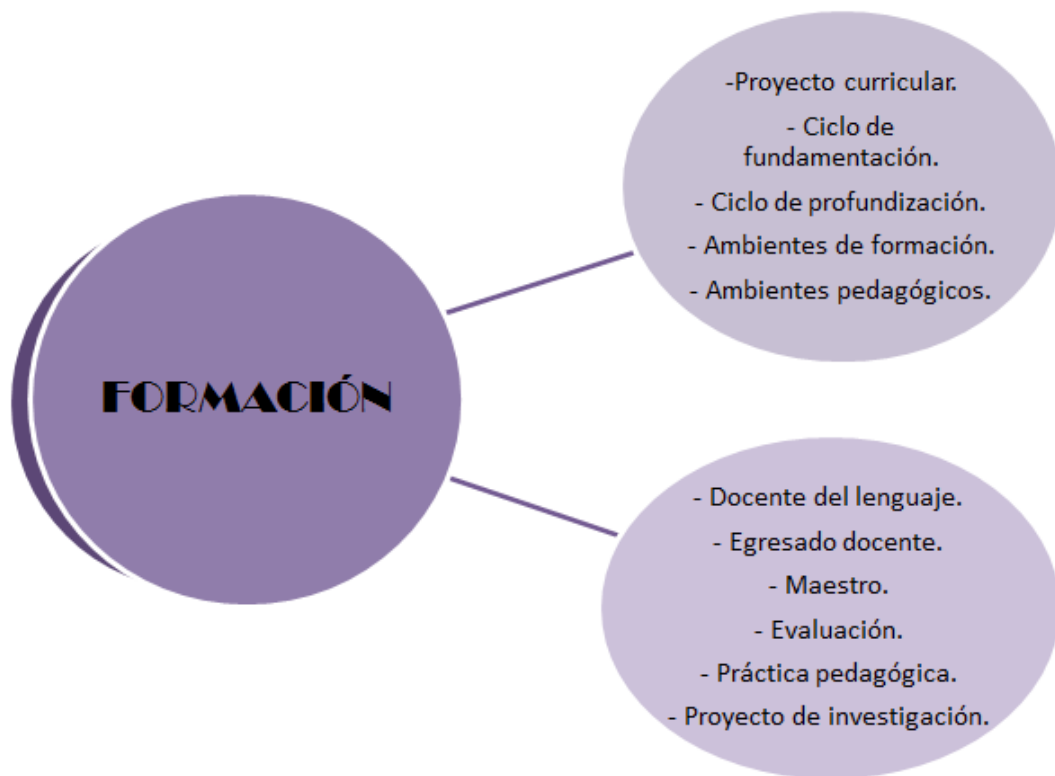 FORMACIÓN
-Proyecto curricular.
- Ciclo de
fundamentación.
- Ciclo de profundización.
- Ambientes de formación.
- Ambientes pedagógicos.
- Docente del lenguaje.
- Egresado docente.
- Maestro.
- Evaluación.
- Práctica pedagógica.
- Proyecto de investigación.